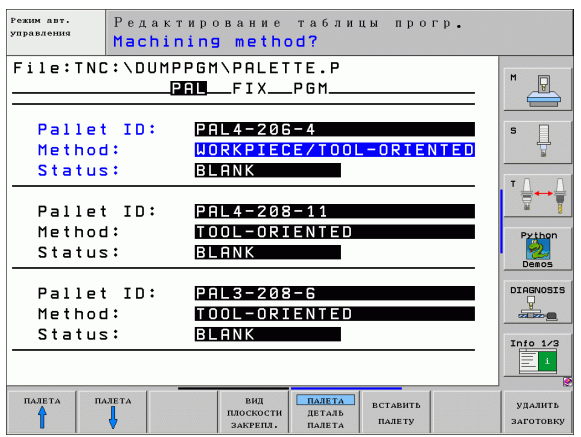 Режим авт.
управления
Редактирование таблицы прогр.
Machining method?
File:TNC:\DUMPPGM\PALETTE.P
PAL FIX PGM
Pallet ID: PAL4-206-4
Method: WORKPIECE/TOOL-ORIENTED
Status: BLANK
Pallet ID: PAL4-208-11
Method: TOOL-ORIENTED
Status: BLANK
Pallet ID: PAL3-208-6
Method: TOOL-ORIENTED
Status: BLANK
M
S
T
Python
Demos
DIAGNOSIS
Info 1/3
ПАЛЕТА
ПАЛЕТА
ВИД
ПЛОСКОСТИ
ЗАКРЕПЛ.
ПАЛЕТА
ДЕТАЛЬ
ПАЛЕТА
ВСТАВИТЬ
ПАЛЕТУ
УДАЛИТЬ
ЗАГОТОВКУ